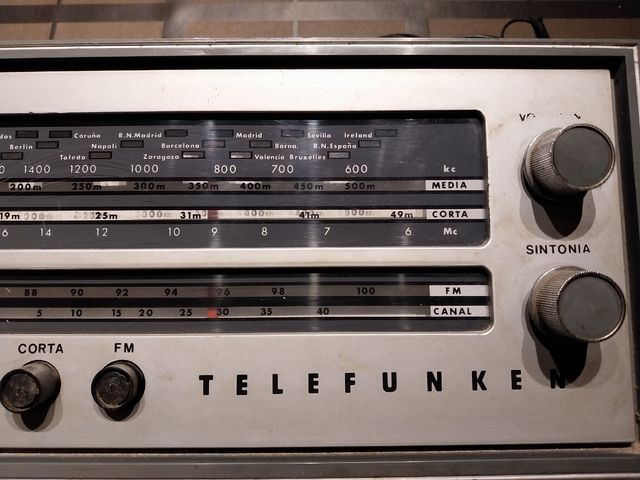 Coruña R.N.Madrid Madrid Sevilla Ireland
Berlin Napoli Barcelona Barna. R.N.España
Toledo Zaragoza Valencia Bruxelles
1400 1200 1000 800 700 600 kc
200m 250m 300m 350m 400m 450m 500m MEDIA
19m 25m 31m 41m 49m CORTA
14 12 10 9 8 7 6 Mc
SINTONIA
88 90 92 94 96 98 100 FM
5 10 15 20 25 30 35 40 CANAL
CORTA FM
TELEFUNKEN